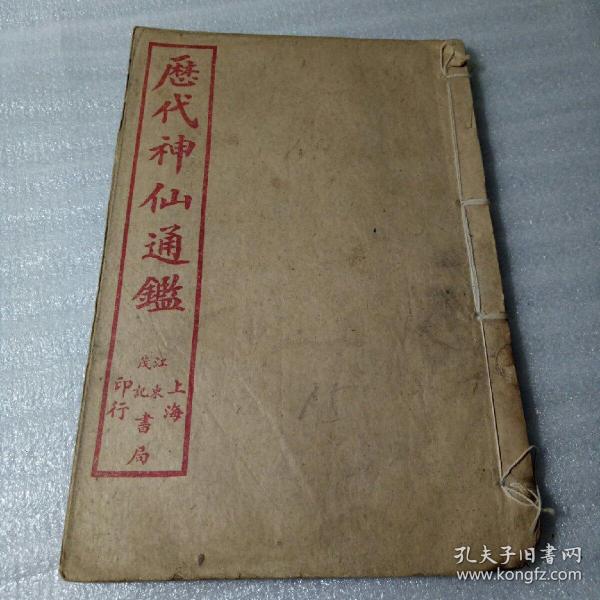 歷代神仙通鑑
上海
江東
茂記
書局
印行
孔夫子旧书网
www.kongfz.com